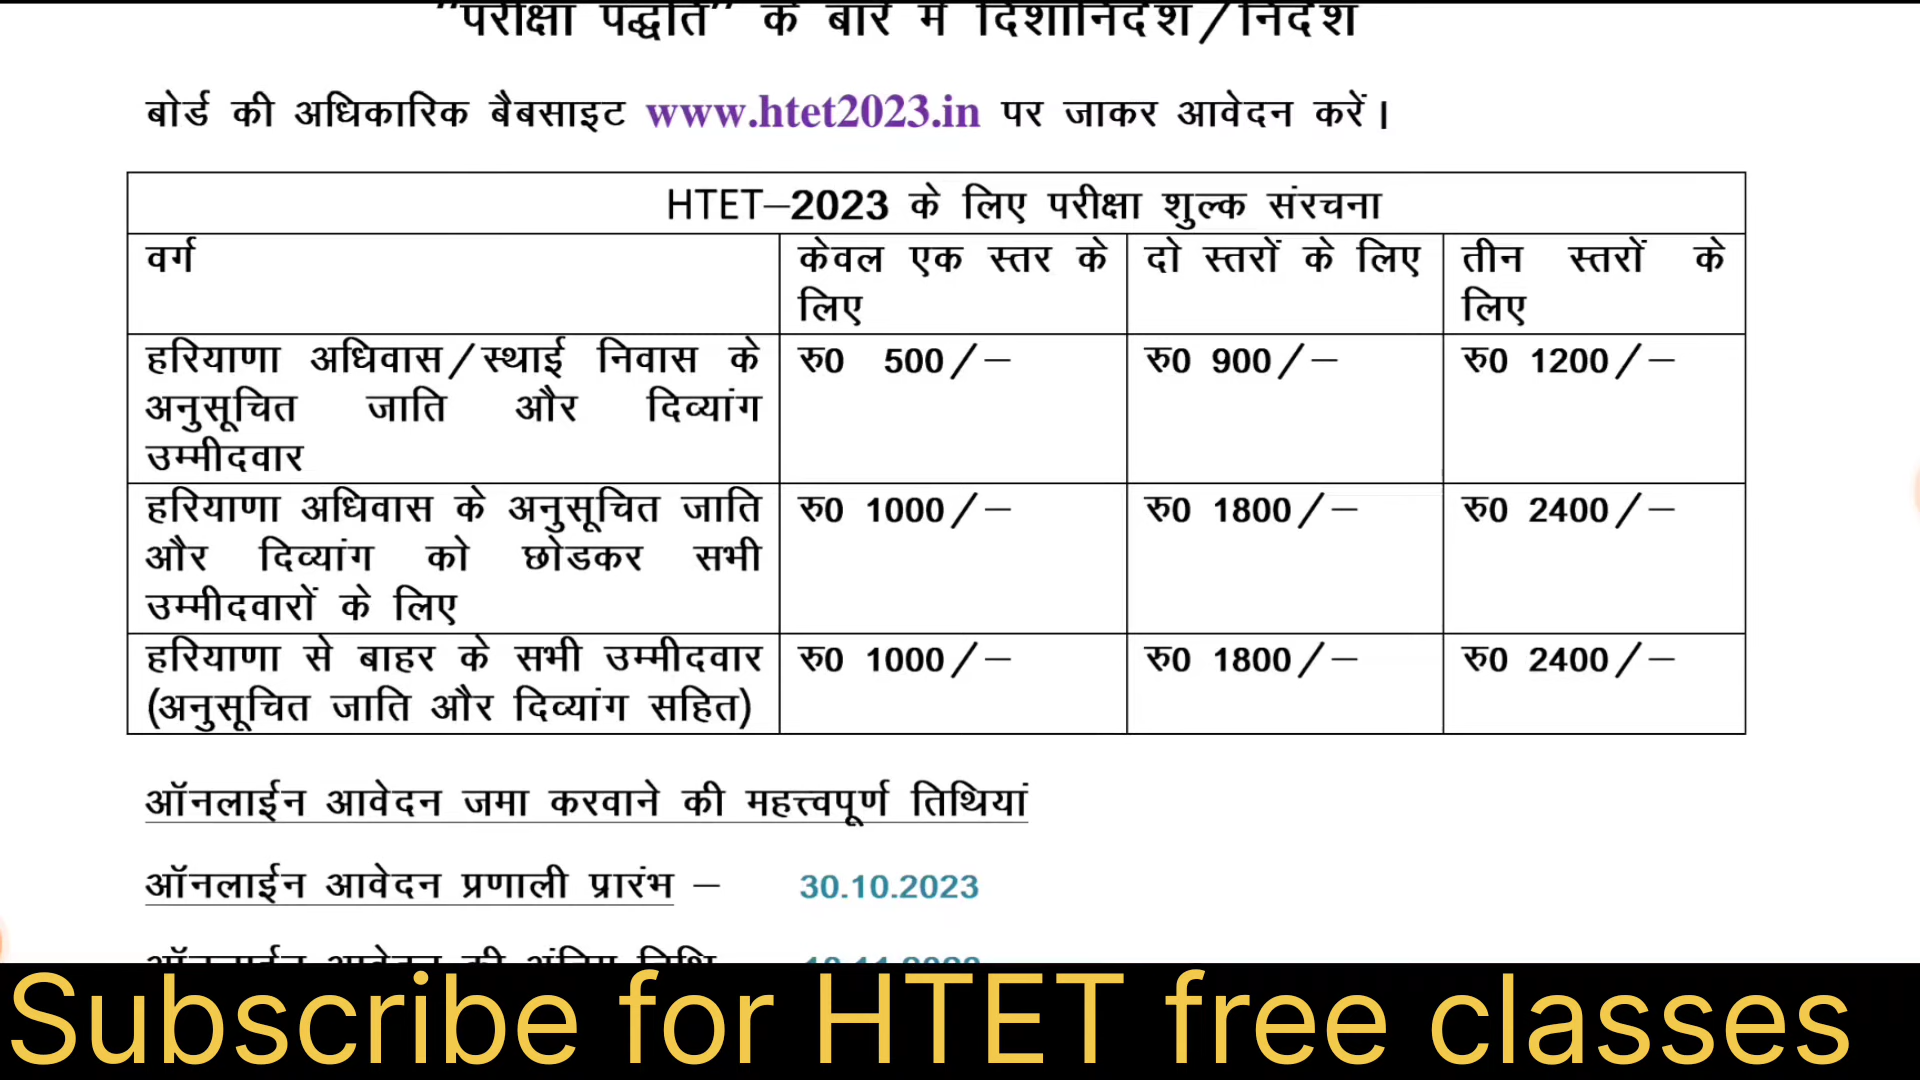 "परीक्षा पद्धति" के बारे में दिशानिर्देश/निर्देश
बोर्ड की अधिकारिक बैबसाइट www.htet2023.in पर जाकर आवेदन करें।
HTET–2023 के लिए परीक्षा शुल्क संरचना
वर्ग
केवल एक स्तर के
लिए
दो स्तरों के लिए
तीन स्तरों के
लिए
हरियाणा अधिवास/स्थाई निवास के
अनुसूचित जाति और दिव्यांग
उम्मीदवार
रु0 500/–
रु0 900/–
रु0 1200/–
हरियाणा अधिवास के अनुसूचित जाति
और दिव्यांग को छोडकर सभी
उम्मीदवारों के लिए
रु0 1000/–
रु0 1800/–
रु0 2400/–
हरियाणा से बाहर के सभी उम्मीदवार
(अनुसूचित जाति और दिव्यांग सहित)
रु0 1000/–
रु0 1800/–
रु0 2400/–
ऑनलाईन आवेदन जमा करवाने की महत्त्वपूर्ण तिथियां
ऑनलाईन आवेदन प्रणाली प्रारंभ – 30.10.2023
ऑनलाईन आवेदन की अंतिम तिथि
Subscribe for HTET free classes